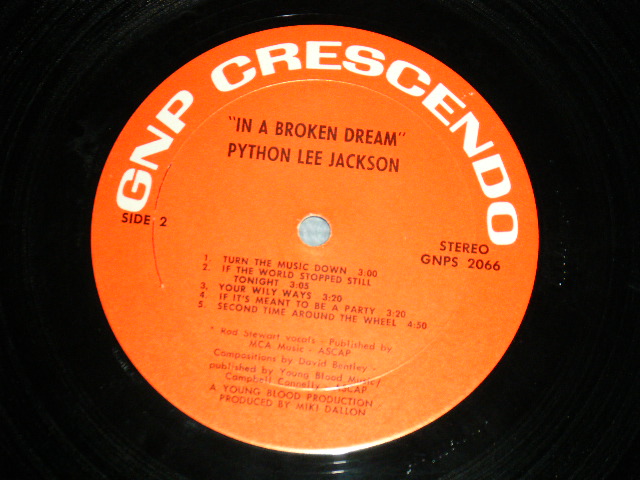 GNP CRESCENDO
"IN A BROKEN DREAM"
PYTHON LEE JACKSON
SIDE 2
STEREO
GNPS 2066
1. TURN THE MUSIC DOWN 3:00
2. IF THE WORLD STOPPED STILL
TONIGHT 3:05
3. YOUR WILY WAYS 3:20
4. IF IT'S MEANT TO BE A PARTY 3:20
5. SECOND TIME AROUND THE WHEEL 4:50
* Rod Stewart vocals - Published by
MCA Music - ASCAP
Compositions by David Bentley -
published by Young Blood Music/
Campbell Connelly - ASCAP
A YOUNG BLOOD PRODUCTION
PRODUCED BY MIKI DALLON